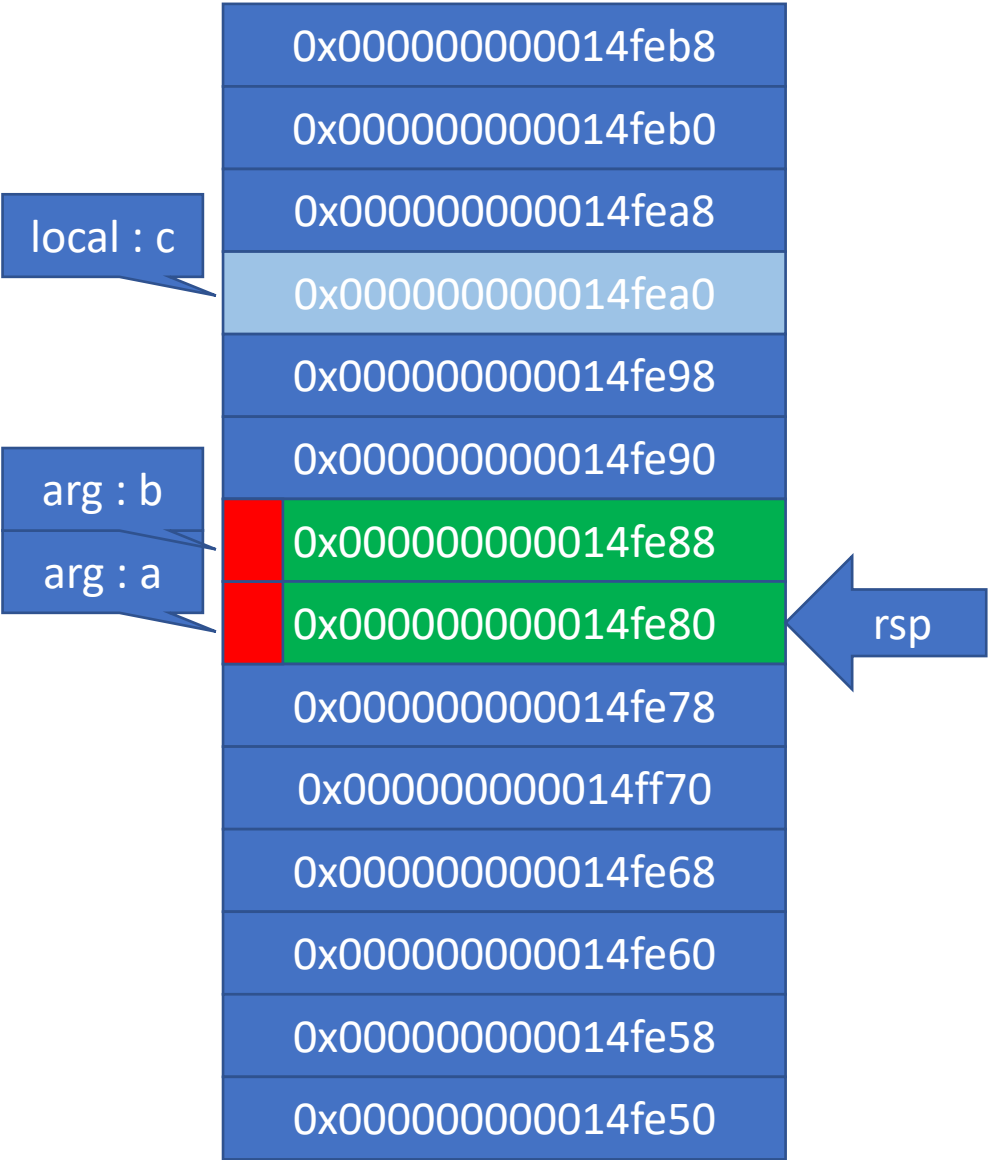 0x000000000014feb8
0x000000000014feb0
0x000000000014fea8
local : c
0x000000000014fea0
0x000000000014fe98
0x000000000014fe90
arg : b
0x000000000014fe88
arg : a
0x000000000014fe80
rsp
0x000000000014fe78
0x000000000014ff70
0x000000000014fe68
0x000000000014fe60
0x000000000014fe58
0x000000000014fe50